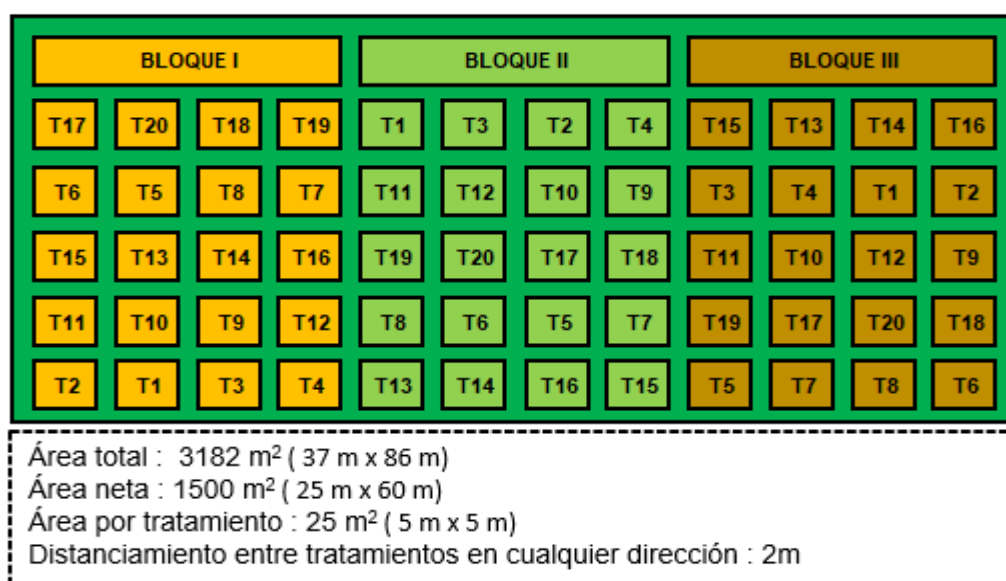 BLOQUE I BLOQUE II BLOQUE III
T17 T20 T18 T19 T1 T3 T2 T4 T15 T13 T14 T16
T6 T5 T8 T7 T11 T12 T10 T9 T3 T4 T1 T2
T15 T13 T14 T16 T19 T20 T17 T18 T11 T10 T12 T9
T11 T10 T9 T12 T8 T6 T5 T7 T19 T17 T20 T18
T2 T1 T3 T4 T13 T14 T16 T15 T5 T7 T8 T6
Área total : 3182 m² ( 37 m x 86 m)
Área neta : 1500 m² ( 25 m x 60 m)
Área por tratamiento : 25 m² ( 5 m x 5 m)
Distanciamiento entre tratamientos en cualquier dirección : 2m